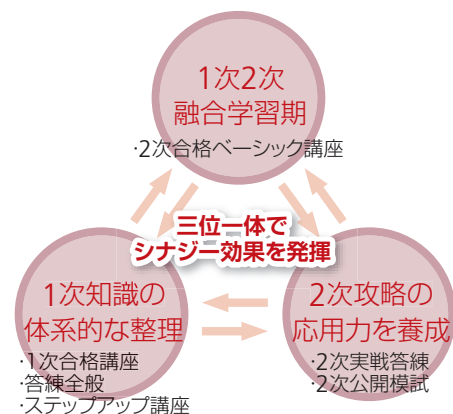 1次2次
融合学習期
・2次合格ベーシック講座
三位一体で
シナジー効果を発揮
1次知識の
体系的な整理
・1次合格講座
・答練全般
・ステップアップ講座
2次攻略の
応用力を養成
・2次実戦答練
・2次公開模試